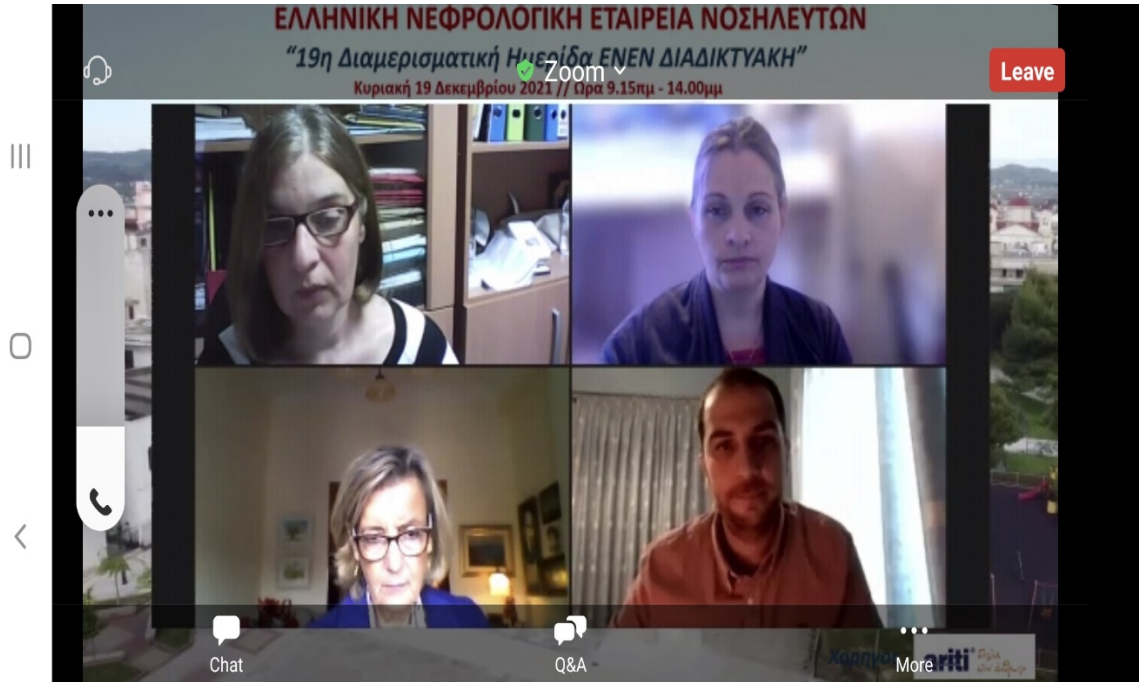 ΕΛΛΗΝΙΚΗ ΝΕΦΡΟΛΟΓΙΚΗ ΕΤΑΙΡΕΙΑ ΝΟΣΗΛΕΥΤΩΝ
“19η Διαμερισματική Ημερίδα ΕΝΕΝ ΔΙΑΔΙΚΤΥΑΚΗ”
Zoom
Leave
Κυριακή 19 Δεκεμβρίου 2021 // Ώρα 9.15πμ - 14.00μμ
Chat
Q&A
More
ariti